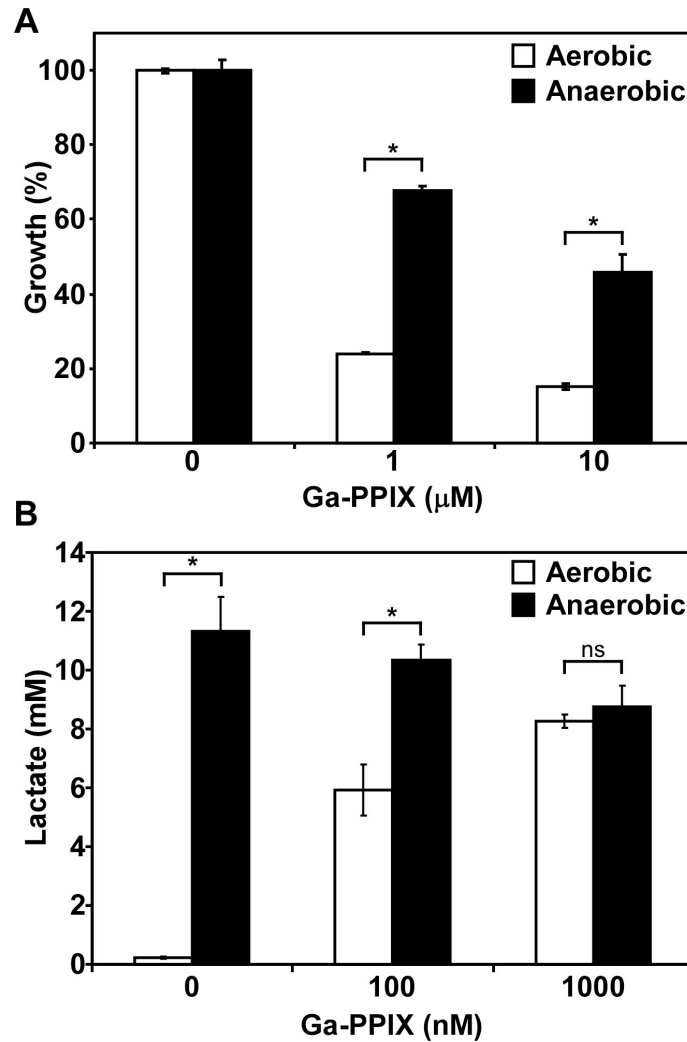 A
Aerobic
Anaerobic
100
80
60
40
20
0
Growth (%)
*
*
0 1 10
Ga-PPIX (μM)
B
Aerobic
Anaerobic
14
12
10
8
6
4
2
0
Lactate (mM)
*
*
ns
0 100 1000
Ga-PPIX (nM)